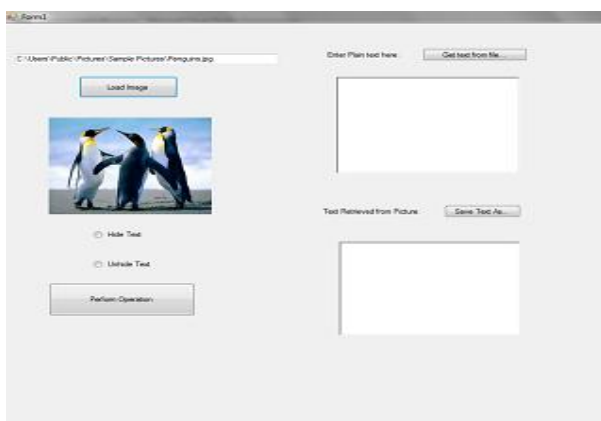 Form1
C:\Users\Public\Pictures\Sample Pictures\Penguins.jpg
Load Image
Hide Text
Unhide Text
Perform Operation
Enter Plain text here :
Get text from file...
Text Retrieved from Picture
Save Text As...